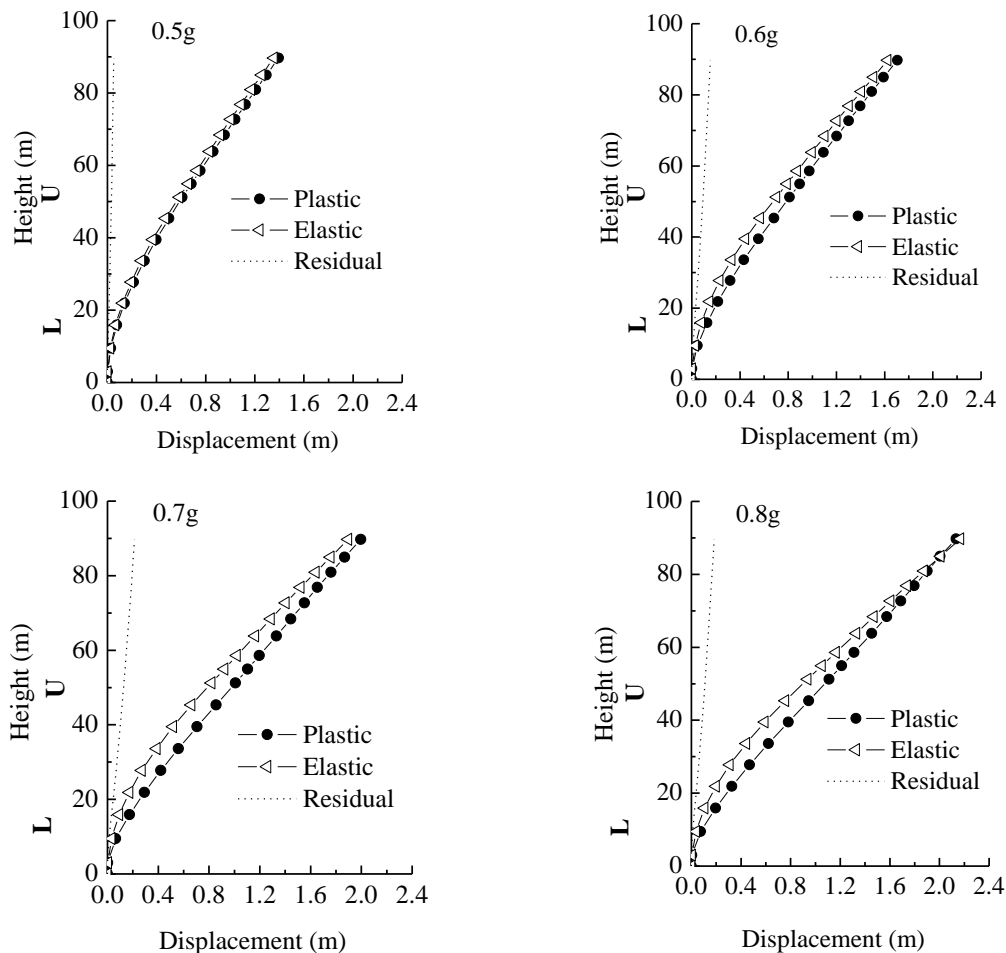 100
0.5g
80
60
40
20
0
Height (m)
U
L
Plastic
Elastic
Residual
0.0 0.4 0.8 1.2 1.6 2.0 2.4
Displacement (m)
100
0.6g
80
60
40
20
0
Height (m)
U
L
Plastic
Elastic
Residual
0.0 0.4 0.8 1.2 1.6 2.0 2.4
Displacement (m)
100
0.7g
80
60
40
20
0
Height (m)
U
L
Plastic
Elastic
Residual
0.0 0.4 0.8 1.2 1.6 2.0 2.4
Displacement (m)
100
0.8g
80
60
40
20
0
Height (m)
U
L
Plastic
Elastic
Residual
0.0 0.4 0.8 1.2 1.6 2.0 2.4
Displacement (m)